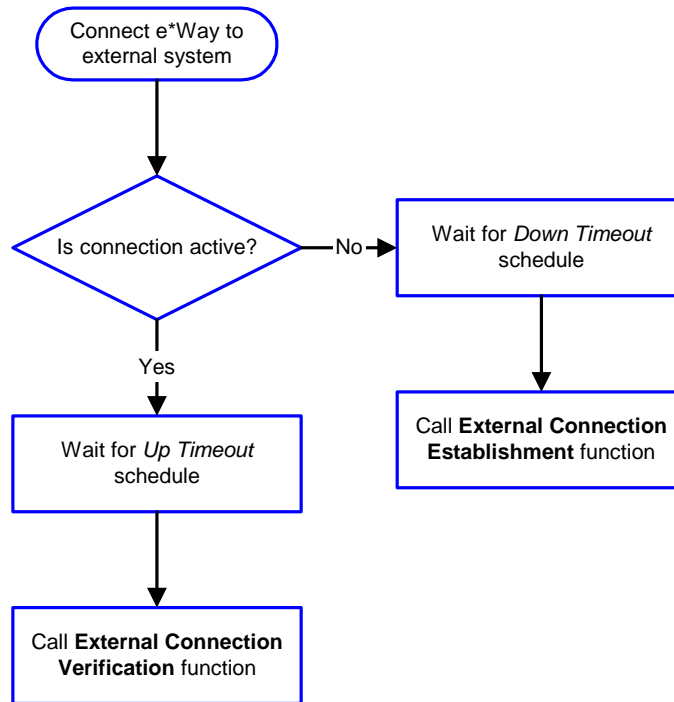 Connect e*Way to
external system
Is connection active?
No
Wait for Down Timeout
schedule
Call External Connection
Establishment function
Yes
Wait for Up Timeout
schedule
Call External Connection
Verification function